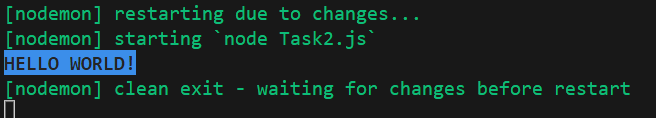 [nodemon] restarting due to changes...
[nodemon] starting `node Task2.js`
HELLO WORLD!
[nodemon] clean exit - waiting for changes before restart